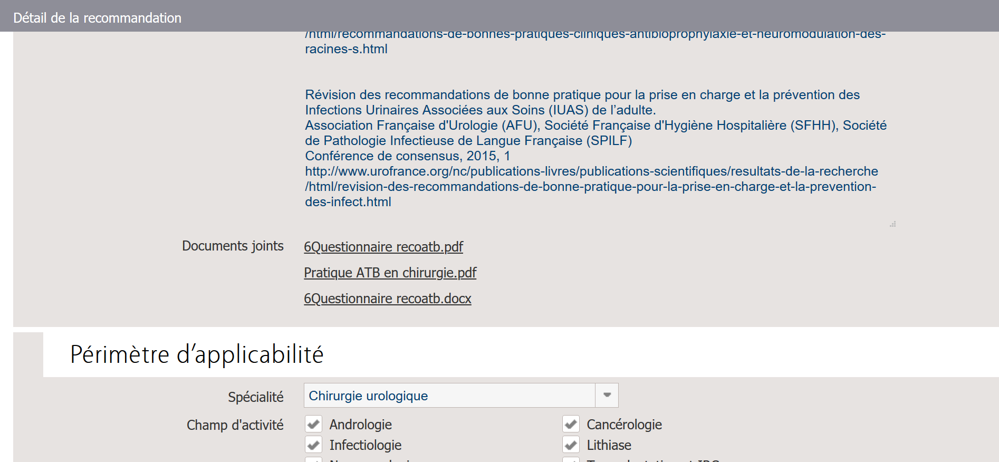 Détail de la recommandation
/html/recommandations-de-bonnes-pratiques-cliniques-antibioprophylaxie-et-neuromodulation-des-
racines-s.html
Révision des recommandations de bonne pratique pour la prise en charge et la prévention des
Infections Urinaires Associées aux Soins (IUAS) de l’adulte.
Association Française d'Urologie (AFU), Société Française d'Hygiène Hospitalière (SFHH), Société
de Pathologie Infectieuse de Langue Française (SPILF)
Conférence de consensus, 2015, 1
http://www.urofrance.org/nc/publications-livres/publications-scientifiques/resultats-de-la-recherche
/html/revision-des-recommandations-de-bonne-pratique-pour-la-prise-en-charge-et-la-prevention-
des-infect.html
Documents joints
6Questionnaire recoatb.pdf
Pratique ATB en chirurgie.pdf
6Questionnaire recoatb.docx
Périmètre d’applicabilité
Spécialité
Chirurgie urologique
Champ d'activité
Andrologie
Cancérologie
Infectiologie
Lithiase